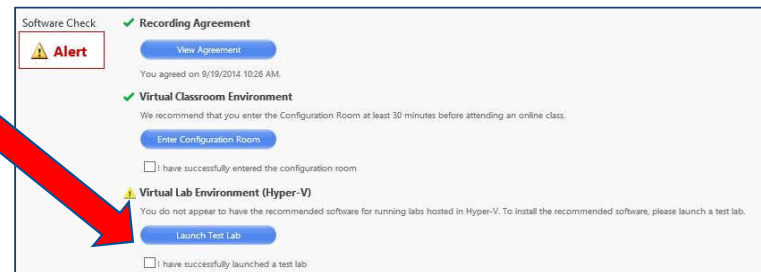 Software Check
Alert
Recording Agreement
View Agreement
You agreed on 9/19/2014 10:26 AM.
Virtual Classroom Environment
We recommend that you enter the Configuration Room at least 30 minutes before attending an online class.
Enter Configuration Room
I have successfully entered the configuration room
Virtual Lab Environment (Hyper-V)
You do not appear to have the recommended software for running labs hosted in Hyper-V. To install the recommended software, please launch a test lab.
Launch Test Lab
I have successfully launched a test lab